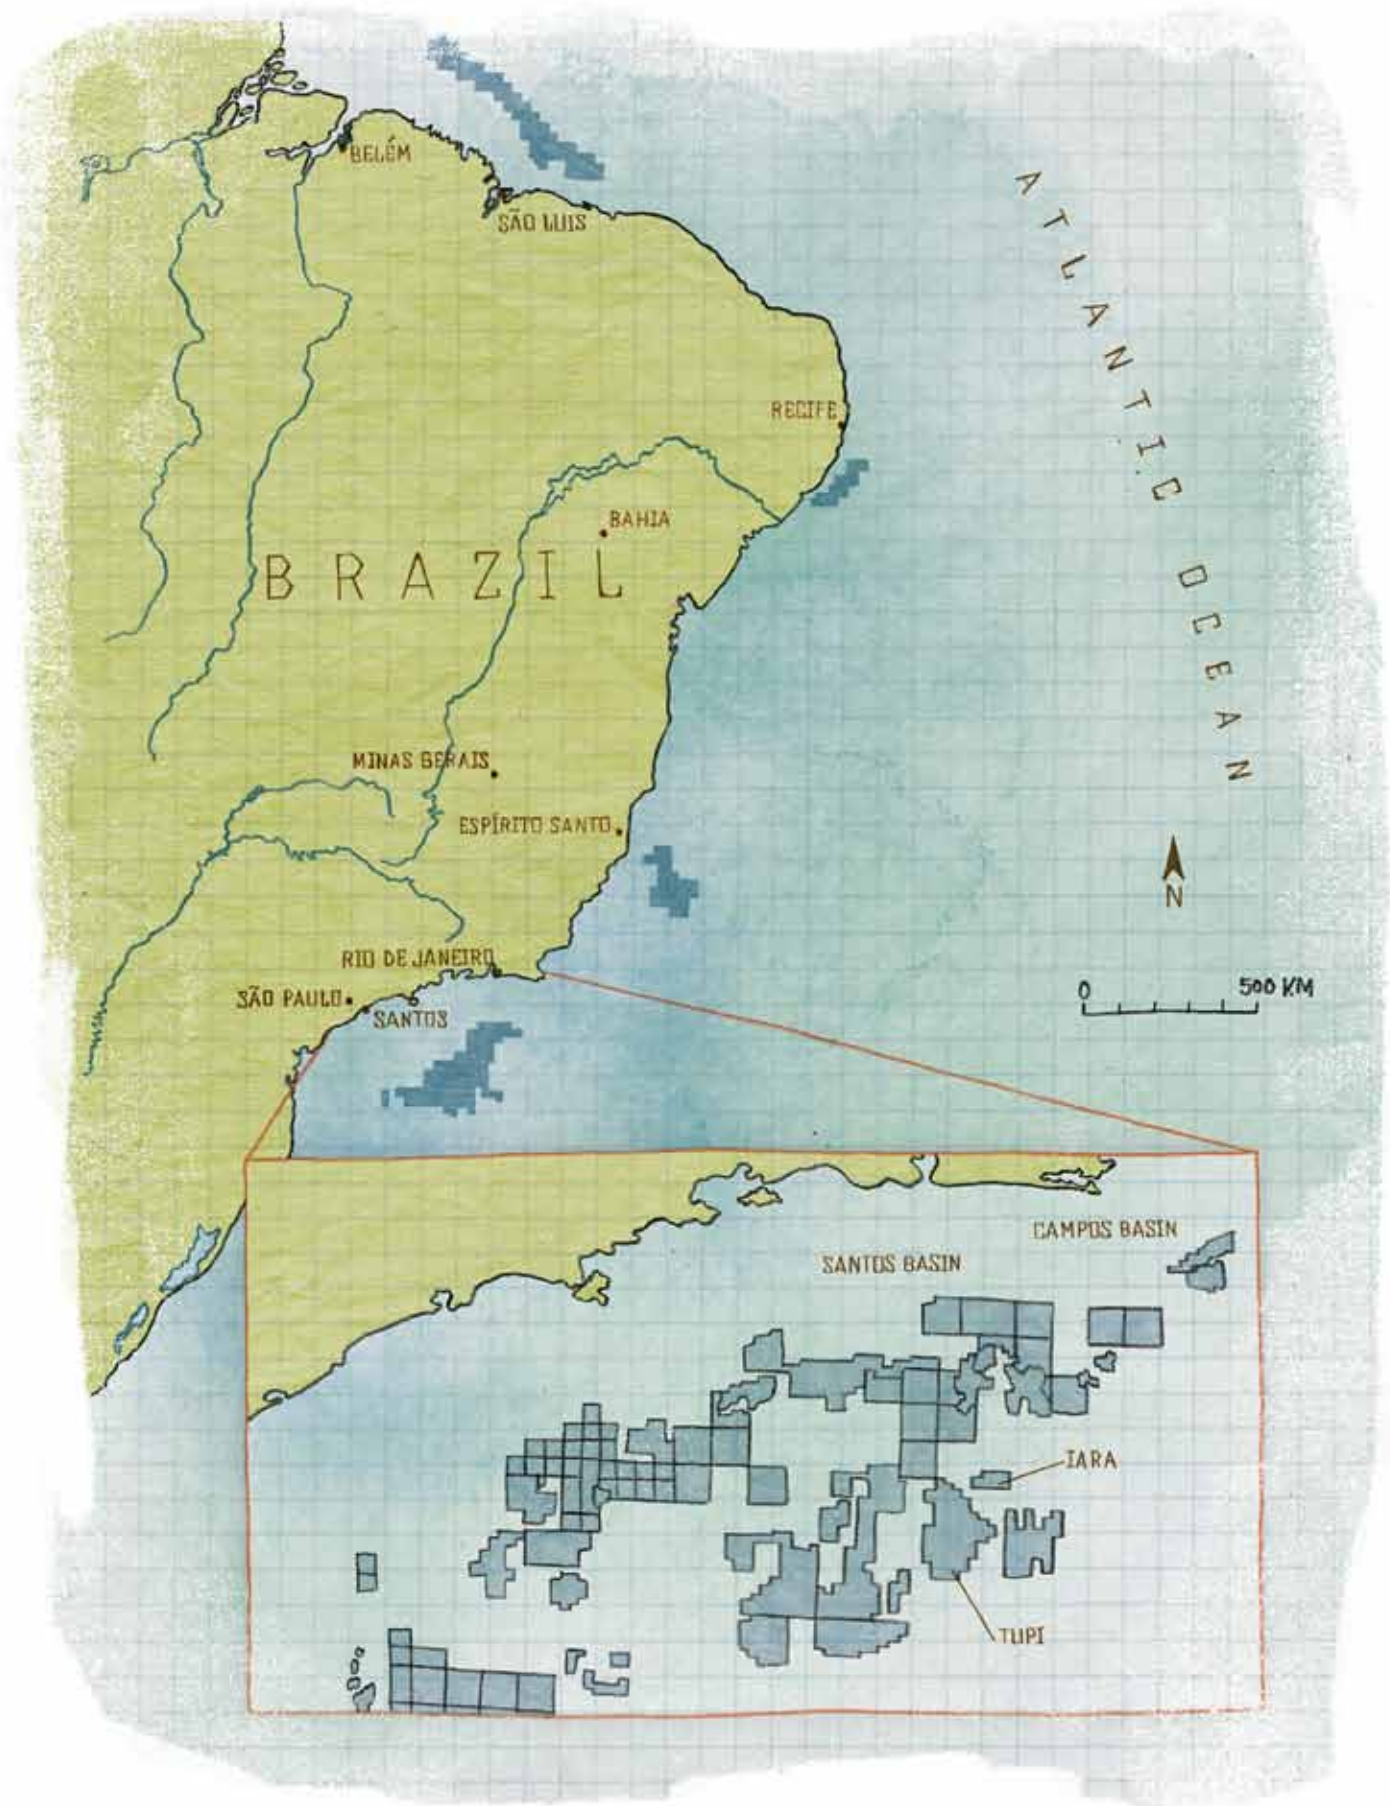 BELÉM
SÃO LUIS
ATLANTIC OCEAN
RECIFE
BAHIA
BRAZIL
MINAS GERAIS
ESPÍRITO SANTO
N
RIO DE JANEIRO
0 500 KM
SÃO PAULO
SANTOS
CAMPOS BASIN
SANTOS BASIN
IARA
TUPI